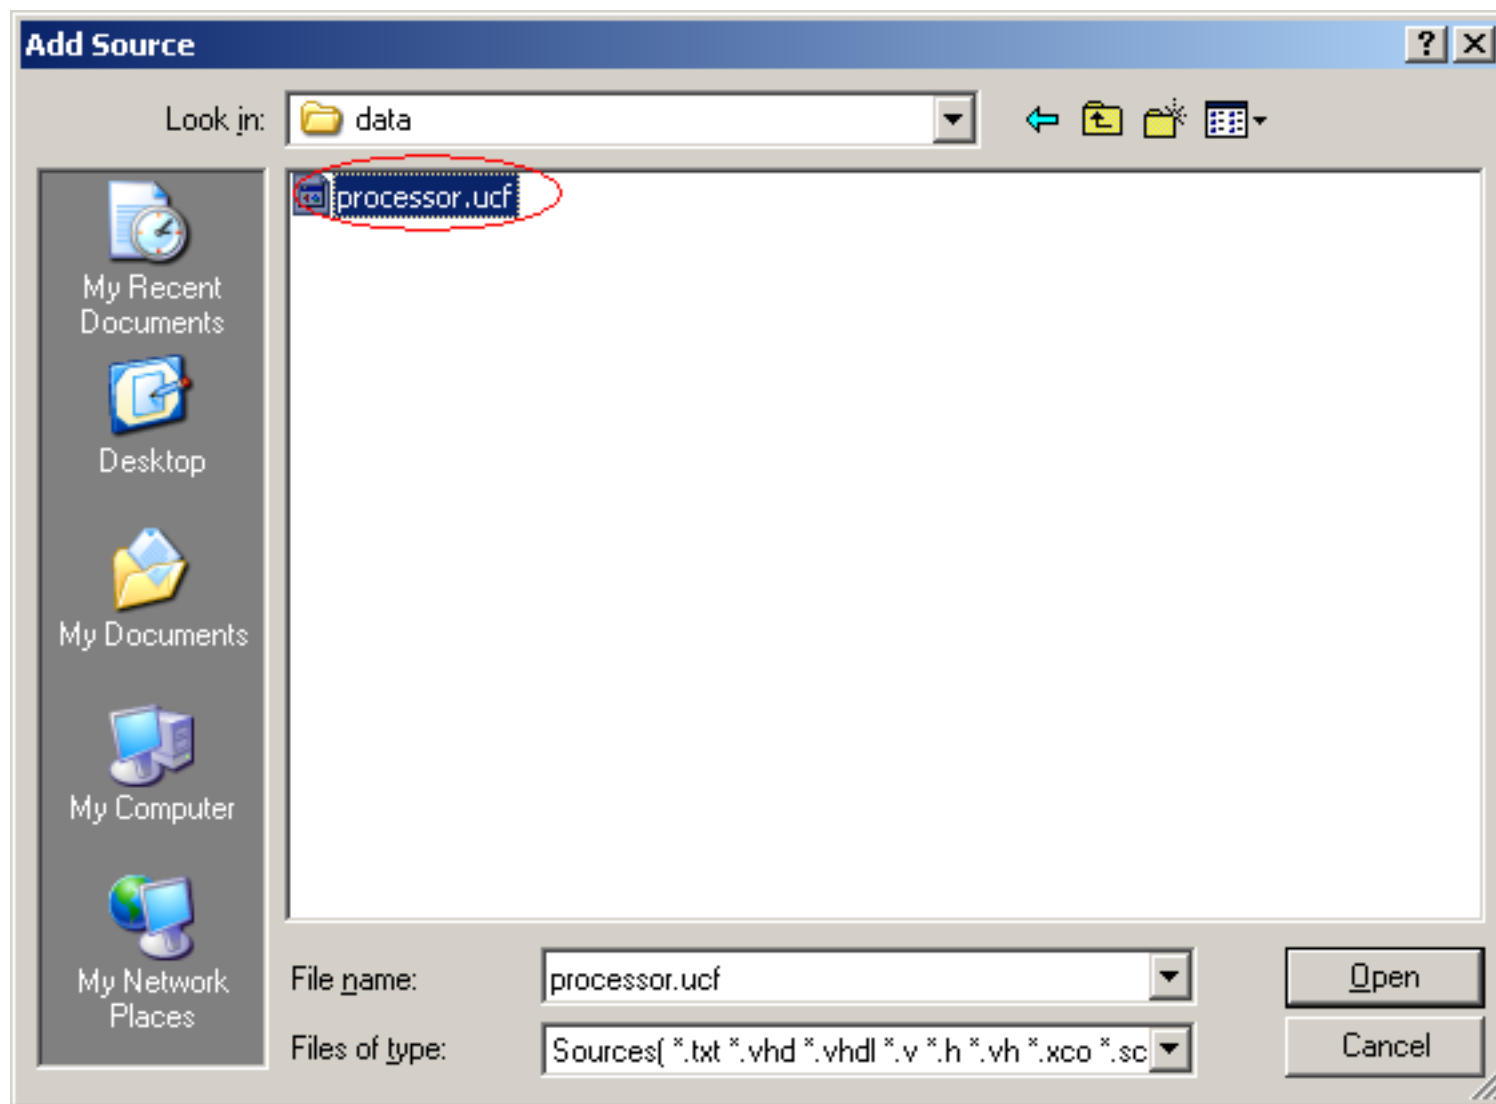 Add Source
Look in:
data
processor.ucf
My Recent
Documents
Desktop
My Documents
My Computer
My Network
Places
File name:
processor.ucf
Open
Files of type:
Sources( *.txt *.vhd *.vhdl *.v *.h *.vh *.xco *.sc
Cancel